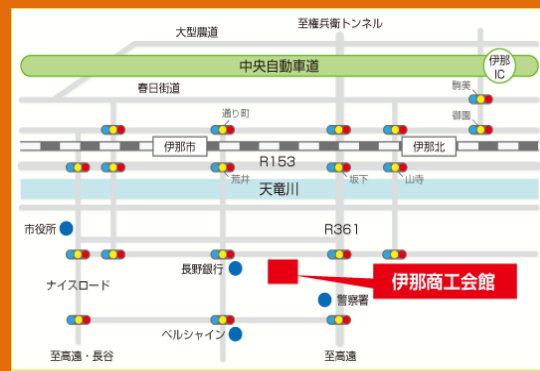 大型農道
至権兵衛トンネル
中央自動車道
伊那
IC
春日街道
通り町
御園
伊那市
伊那北
R153
荒井
坂下
山寺
天竜川
市役所
R361
長野銀行
伊那商工会館
ナイスロード
警察署
ベルシャイン
至高遠・長谷
至高遠